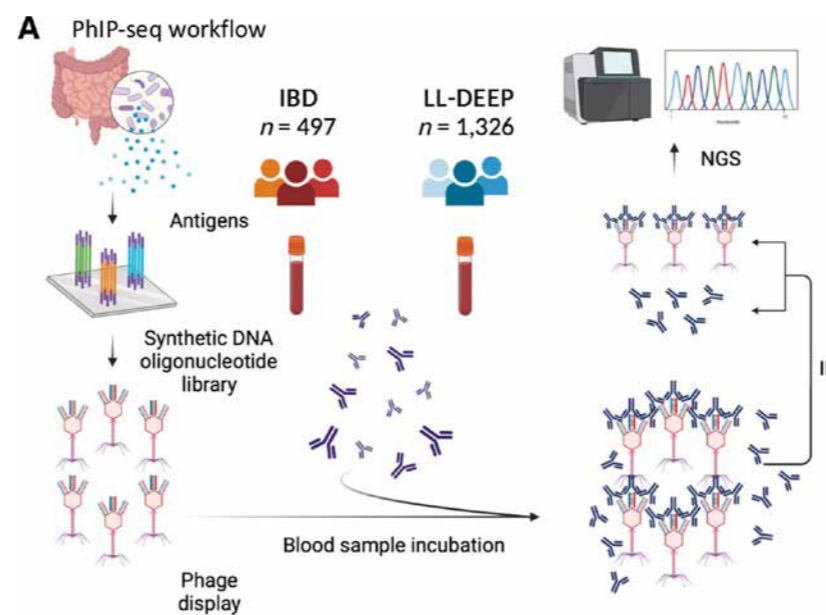 A
PhIP-seq workflow
IBD
n = 497
LL-DEEP
n = 1,326
NGS
Antigens
Synthetic DNA
oligonucleotide
library
Blood sample incubation
Phage
display